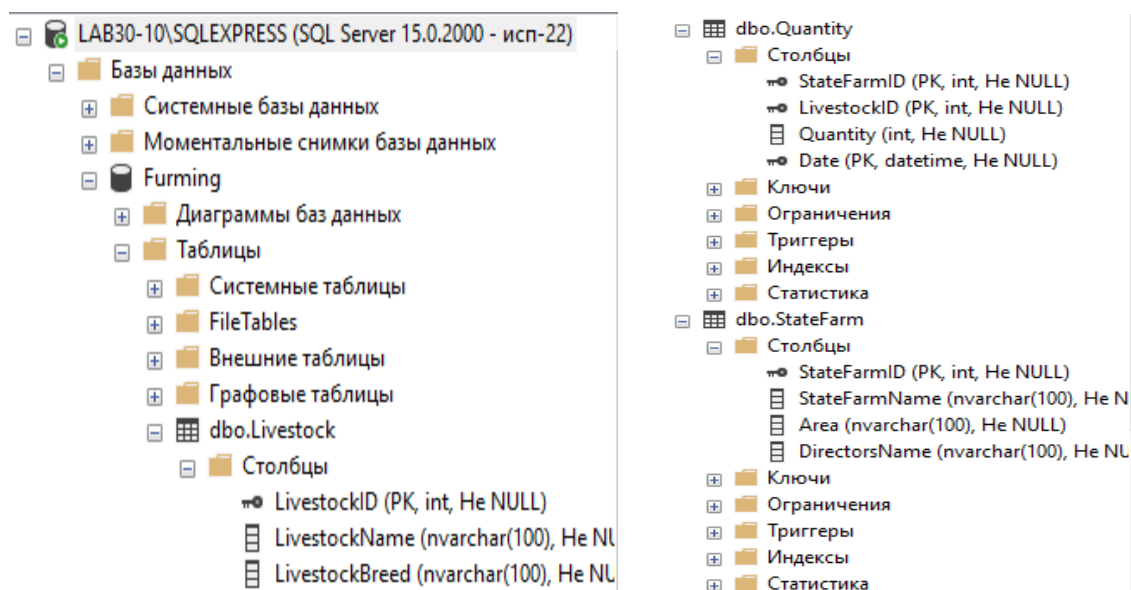 LAB30-10\SQLEXPRESS (SQL Server 15.0.2000 - исп-22)
Базы данных
Системные базы данных
Моментальные снимки базы данных
Furming
Диаграммы баз данных
Таблицы
Системные таблицы
FileTables
Внешние таблицы
Графовые таблицы
dbo.Livestock
Столбцы
LivestockID (PK, int, Не NULL)
LivestockName (nvarchar(100), Не NU
LivestockBreed (nvarchar(100), Не NU
dbo.Quantity
Столбцы
StateFarmID (PK, int, Не NULL)
LivestockID (PK, int, Не NULL)
Quantity (int, Не NULL)
Date (PK, datetime, Не NULL)
Ключи
Ограничения
Триггеры
Индексы
Статистика
dbo.StateFarm
Столбцы
StateFarmID (PK, int, Не NULL)
StateFarmName (nvarchar(100), Не N
Area (nvarchar(100), Не NULL)
DirectorsName (nvarchar(100), Не NU
Ключи
Ограничения
Триггеры
Индексы
Статистика